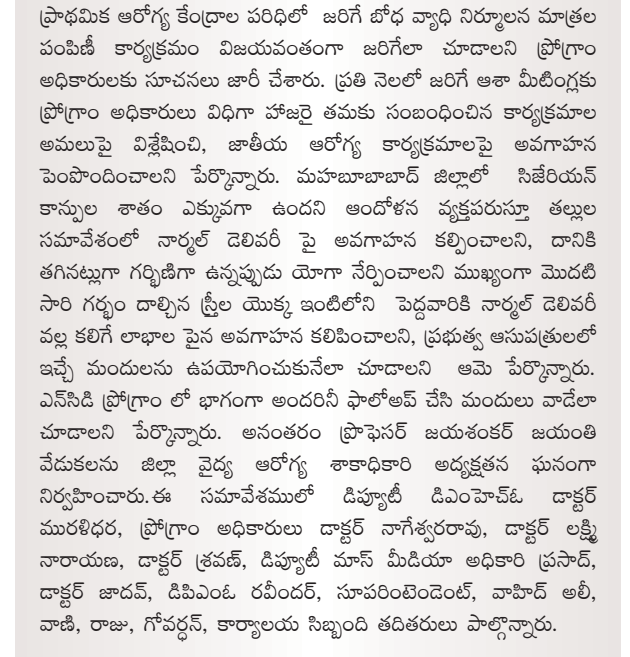 ప్రాథమిక ఆరోగ్య కేంద్రాల పరిధిలో జరిగే బోధ వ్యాధి నిర్మూలన మాత్రల
పంపిణీ కార్యక్రమం విజయవంతంగా జరిగేలా చూడాలని ప్రోగ్రాం
అధికారులకు సూచనలు జారీ చేశారు. ప్రతి నెలలో జరిగే ఆశా మీటింగ్లకు
ప్రోగ్రాం అధికారులు విధిగా హాజరై తమకు సంబంధించిన కార్యక్రమాల
అమలుపై విశ్లేషించి, జాతీయ ఆరోగ్య కార్యక్రమాలపై అవగాహన
పెంపొందించాలని పేర్కొన్నారు. మహబూబాబాద్ జిల్లాలో సిజేరియన్
కాన్పుల శాతం ఎక్కువగా ఉందని ఆందోళన వ్యక్తపరుస్తూ తల్లుల
సమావేశంలో నార్మల్ డెలివరీ పై అవగాహన కల్పించాలని, దానికి
తగినట్లుగా గర్భిణిగా ఉన్నప్పుడు యోగా నేర్పించాలని ముఖ్యంగా మొదటి
సారి గర్భం దాల్చిన స్త్రీల యొక్క ఇంటిలోని పెద్దవారికి నార్మల్ డెలివరీ
వల్ల కలిగే లాభాల పైన అవగాహన కలిపించాలని, ప్రభుత్వ ఆసుపత్రులలో
ఇచ్చే మందులను ఉపయోగించుకునేలా చూడాలని ఆమె పేర్కొన్నారు.
ఎన్‌సిడి ప్రోగ్రాం లో భాగంగా అందరినీ ఫాలోఅప్ చేసి మందులు వాడేలా
చూడాలని పేర్కొన్నారు. అనంతరం ప్రొఫెసర్ జయశంకర్ జయంతి
వేడుకలను జిల్లా వైద్య ఆరోగ్య శాకాధికారి అద్యక్షతన ఘనంగా
నిర్వహించారు.ఈ సమావేశములో డిప్యూటీ డిఎంహెచ్ఓ డాక్టర్
మురళిధర, ప్రోగ్రాం అధికారులు డాక్టర్ నాగేశ్వరరావు, డాక్టర్ లక్ష్మి
నారాయణ, డాక్టర్ శ్రవణ్, డిప్యూటీ మాస్ మీడియా అధికారి ప్రసాద్,
డాక్టర్ జాదవ్, డిపిఎంఓ రవీందర్, సూపరింటెండెంట్, వాహిద్ అలీ,
వాణి, రాజు, గోవర్ధన్, కార్యాలయ సిబ్బంది తదితరులు పాల్గొన్నారు.